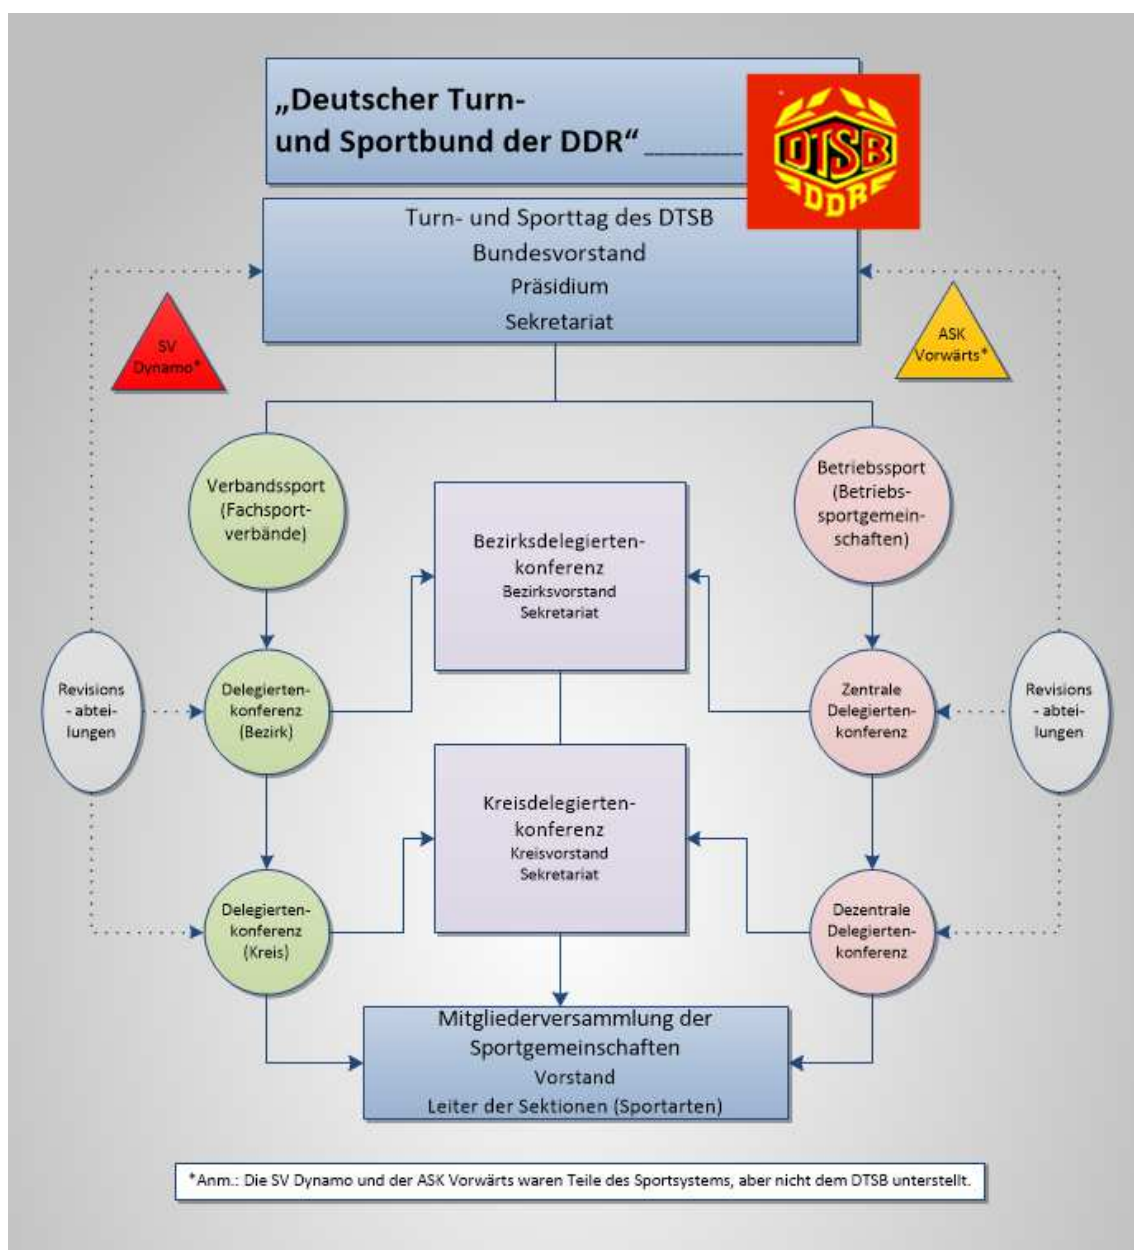 „Deutscher Turn-
und Sportbund der DDR“ _______
DTSB
DDR
Turn- und Sporttag des DTSB
Bundesvorstand
Präsidium
Sekretariat
SV
Dynamo*
ASK
Vorwärts*
Verbandssport
(Fachsport-
verbände)
Betriebssport
(Betriebs-
sportgemein-
schaften)
Bezirksdelegierten-
konferenz
Bezirksvorstand
Sekretariat
Revisions
- abtei-
lungen
Delegierten-
konferenz
(Bezirk)
Zentrale
Delegierten-
konferenz
Revisions
- abtei-
lungen
Kreisdelegierten-
konferenz
Kreisvorstand
Sekretariat
Delegierten-
konferenz
(Kreis)
Dezentrale
Delegierten-
konferenz
Mitgliederversammlung der
Sportgemeinschaften
Vorstand
Leiter der Sektionen (Sportarten)
*Anm.: Die SV Dynamo und der ASK Vorwärts waren Teile des Sportsystems, aber nicht dem DTSB unterstellt.